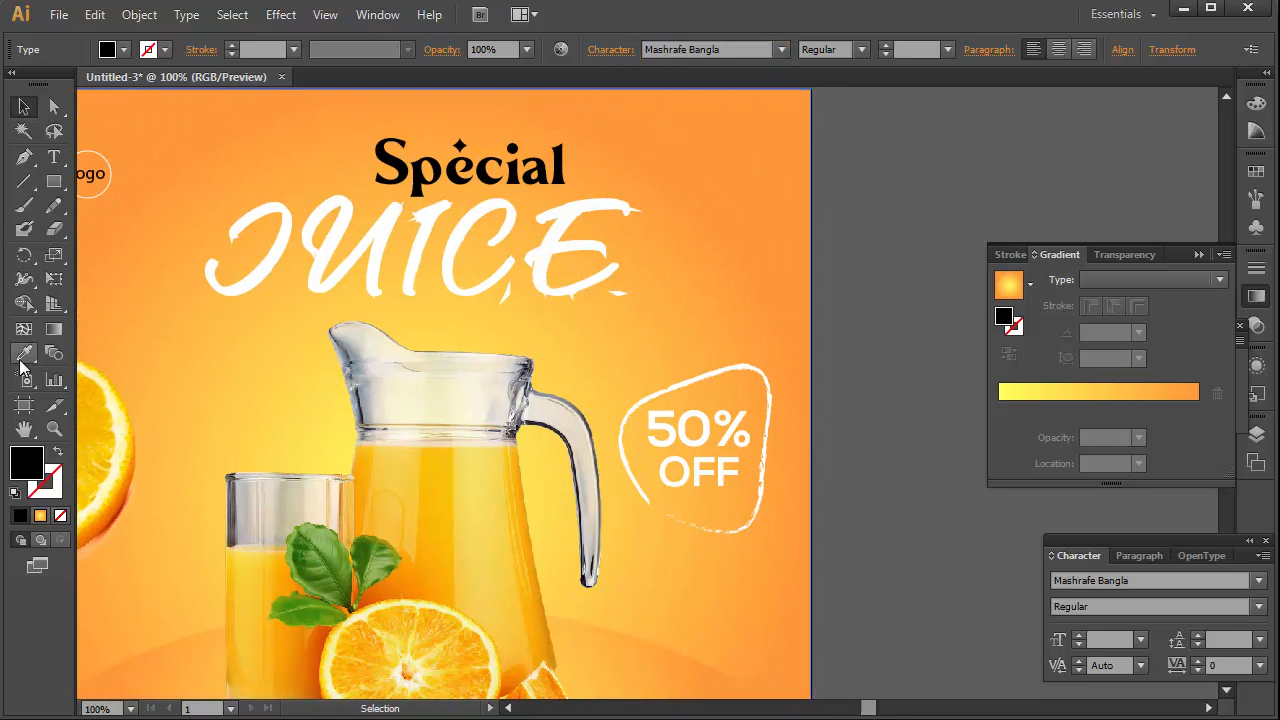 Ai File Edit Object Type Select Effect View Window Help Br Essentials
Type Stroke: Opacity: 100% Character: Mashrafe Bangla Regular Paragraph: Align Transform
Untitled-3* @ 100% (RGB/Preview)
Spécial
ogo
JUICE
Stroke Gradient Transparency
Type:
Stroke:
50%
OFF
Opacity:
Location:
Character Paragraph OpenType
Mashrafe Bangla
Regular
Auto 0
100% 1 Selection